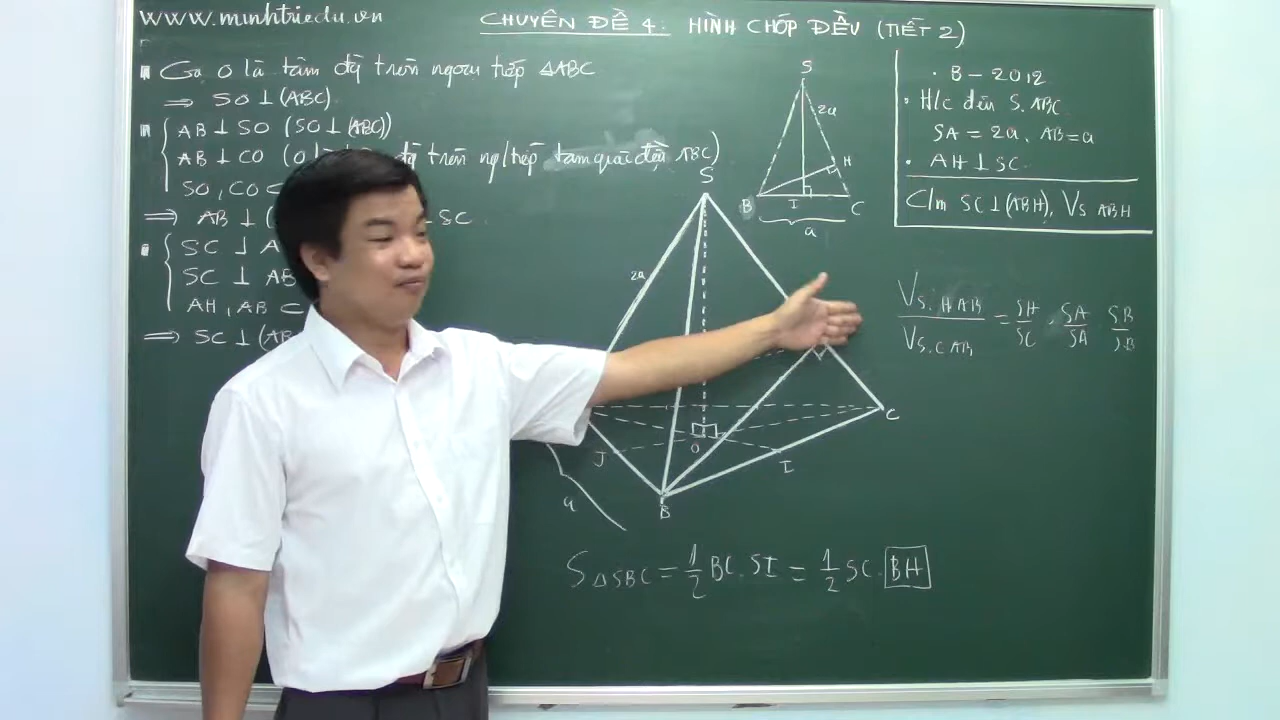 www.minhtriedu.vn
CHUYÊN ĐỀ 4: HÌNH CHÓP ĐỀU (TIẾT 2)
Gọi O là tâm đg tròn ngoại tiếp ΔABC
⇒ SO ⊥ (ABC)
AB ⊥ SO (SO ⊥ (ABC))
AB ⊥ CO (O là đg tròn ng/tiếp tam giác đều ABC)
SO, CO C
⇒ AB ⊥ ( SC
SC ⊥ A
SC ⊥ AB
AH, AB C
⇒ SC ⊥ (AB
S
2a
H
B I C
a
B - 2012
H/c đều S.ABC
SA = 2a, AB = a
AH ⊥ SC
C/m SC ⊥ (ABH), VS ABH
VS.HAB / VS.CAB = SH/SC . SA/SA SB/SB
S
2a
C
J O I
a
B
SΔSBC = 1/2 BC.SI = 1/2 SC.BH